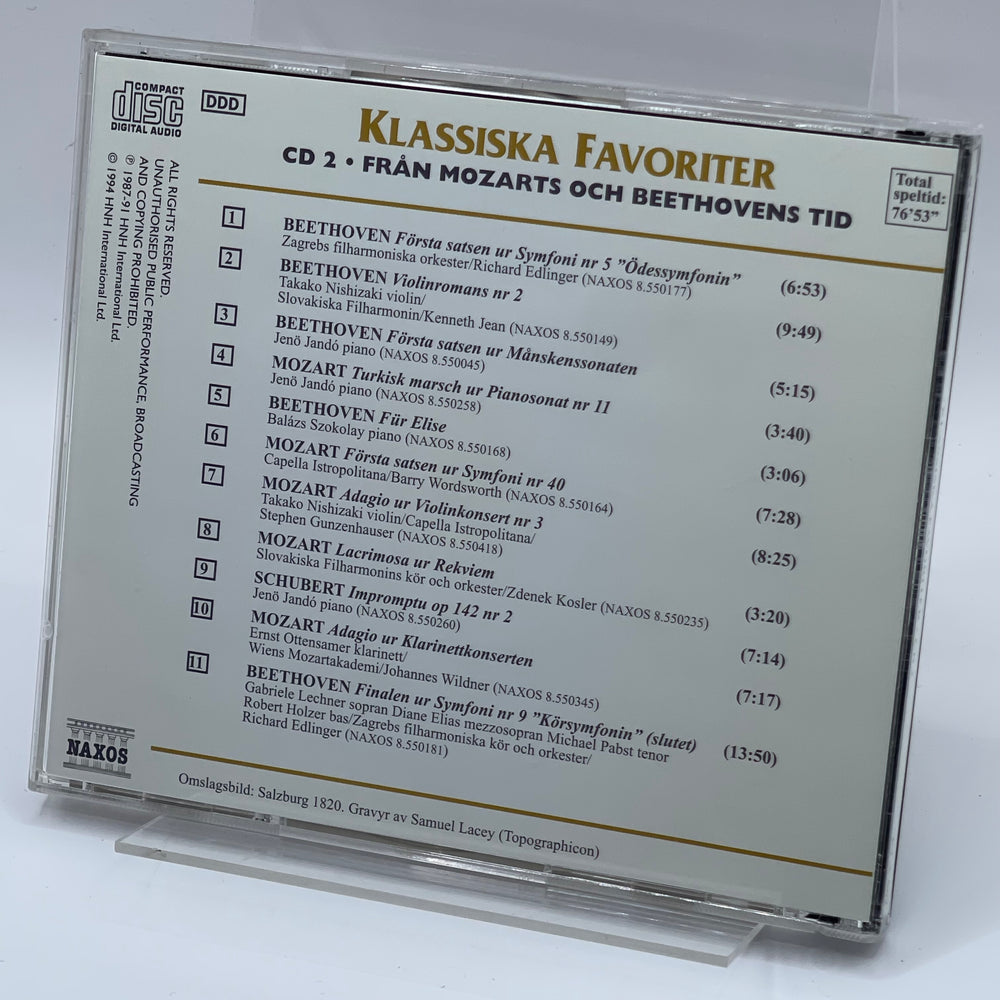 COMPACT
disc
DIGITAL AUDIO
DDD
KLASSISKA FAVORITER
CD 2 • FRÅN MOZARTS OCH BEETHOVENS TID
Total
speltid:
76'53”
ALL RIGHTS RESERVED.
UNAUTHORISED PUBLIC PERFORMANCE, BROADCASTING
AND COPYING PROHIBITED.
℗ 1987-91 HNH International Ltd.
© 1994 HNH International Ltd.
1 BEETHOVEN Första satsen ur Symfoni nr 5 ”Ödessymfonin” (6:53)
Zagrebs filharmoniska orkester/Richard Edlinger (NAXOS 8.550177)
2 BEETHOVEN Violinromans nr 2 (9:49)
Takako Nishizaki violin/
Slovakiska Filharmonin/Kenneth Jean (NAXOS 8.550149)
3 BEETHOVEN Första satsen ur Månskenssonaten (5:15)
Jenö Jandó piano (NAXOS 8.550045)
4 MOZART Turkisk marsch ur Pianosonat nr 11 (3:40)
Jenö Jandó piano (NAXOS 8.550258)
5 BEETHOVEN Für Elise (3:06)
Balázs Szokolay piano (NAXOS 8.550168)
6 MOZART Första satsen ur Symfoni nr 40 (7:28)
Capella Istropolitana/Barry Wordsworth (NAXOS 8.550164)
7 MOZART Adagio ur Violinkonsert nr 3 (8:25)
Takako Nishizaki violin/Capella Istropolitana/
Stephen Gunzenhauser (NAXOS 8.550418)
8 MOZART Lacrimosa ur Rekviem (3:20)
Slovakiska Filharmonins kör och orkester/Zdenek Kosler (NAXOS 8.550235)
9 SCHUBERT Impromptu op 142 nr 2 (7:14)
Jenö Jandó piano (NAXOS 8.550260)
10 MOZART Adagio ur Klarinettkonserten (7:17)
Ernst Ottensamer klarinett/
Wiens Mozartakademi/Johannes Wildner (NAXOS 8.550345)
11 BEETHOVEN Finalen ur Symfoni nr 9 ”Körsymfonin” (slutet) (13:50)
Gabriele Lechner sopran Diane Elias mezzosopran Michael Pabst tenor
Robert Holzer bas/Zagrebs filharmoniska kör och orkester/
Richard Edlinger (NAXOS 8.550181)
NAXOS
Omslagsbild: Salzburg 1820. Gravyr av Samuel Lacey (Topographicon)